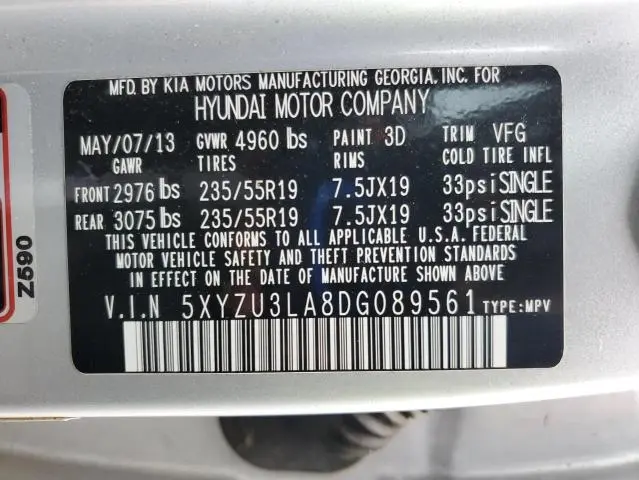 MFD. BY KIA MOTORS MANUFACTURING GEORGIA, INC. FOR
HYUNDAI MOTOR COMPANY
MAY/07/13 GVWR 4960 lbs PAINT 3D TRIM VFG
GAWR TIRES RIMS COLD TIRE INFL
FRONT 2976 lbs 235/55R19 7.5JX19 33psi SINGLE
REAR 3075 lbs 235/55R19 7.5JX19 33psi SINGLE
THIS VEHICLE CONFORMS TO ALL APPLICABLE U.S.A. FEDERAL
MOTOR VEHICLE SAFETY AND THEFT PREVENTION STANDARDS
IN EFFECT ON THE DATE OF MANUFACTURE SHOWN ABOVE.
V.I.N 5XYZU3LA8DG089561 TYPE:MPV
Z590